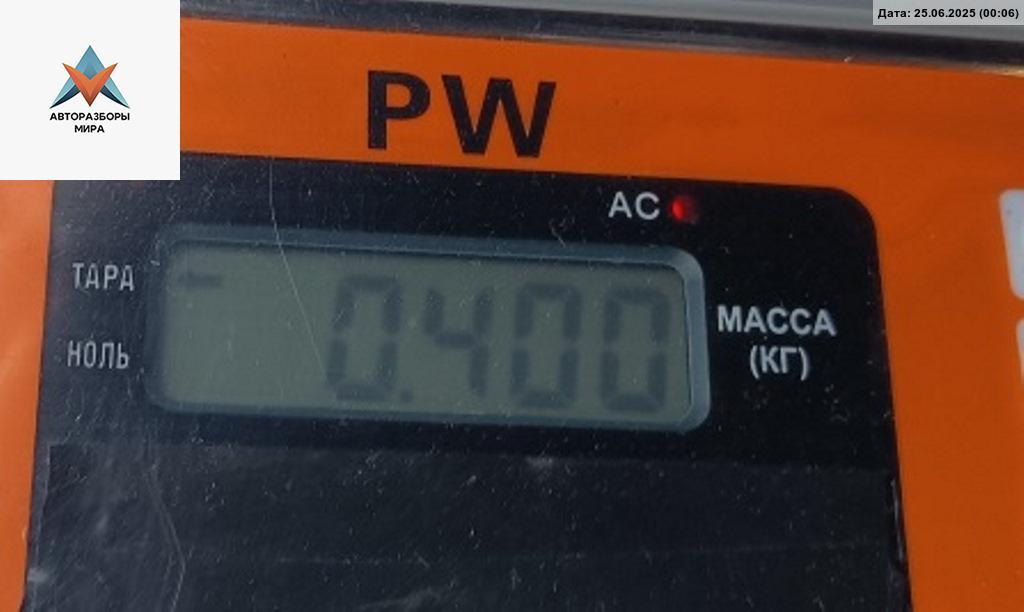 Дата: 25.06.2025 (00:06)
АВТОРАЗБОРЫ
МИРА
PW
AC
ТАРА
НОЛЬ
0.400
МАССА
(КГ)